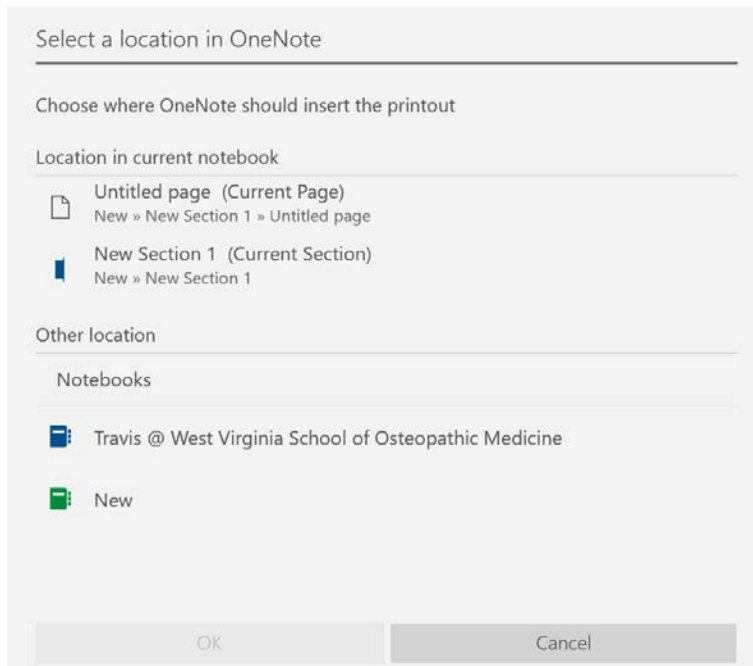 Select a location in OneNote
Choose where OneNote should insert the printout
Location in current notebook
Untitled page (Current Page)
New » New Section 1 » Untitled page
New Section 1 (Current Section)
New » New Section 1
Other location
Notebooks
Travis @ West Virginia School of Osteopathic Medicine
New
OK
Cancel